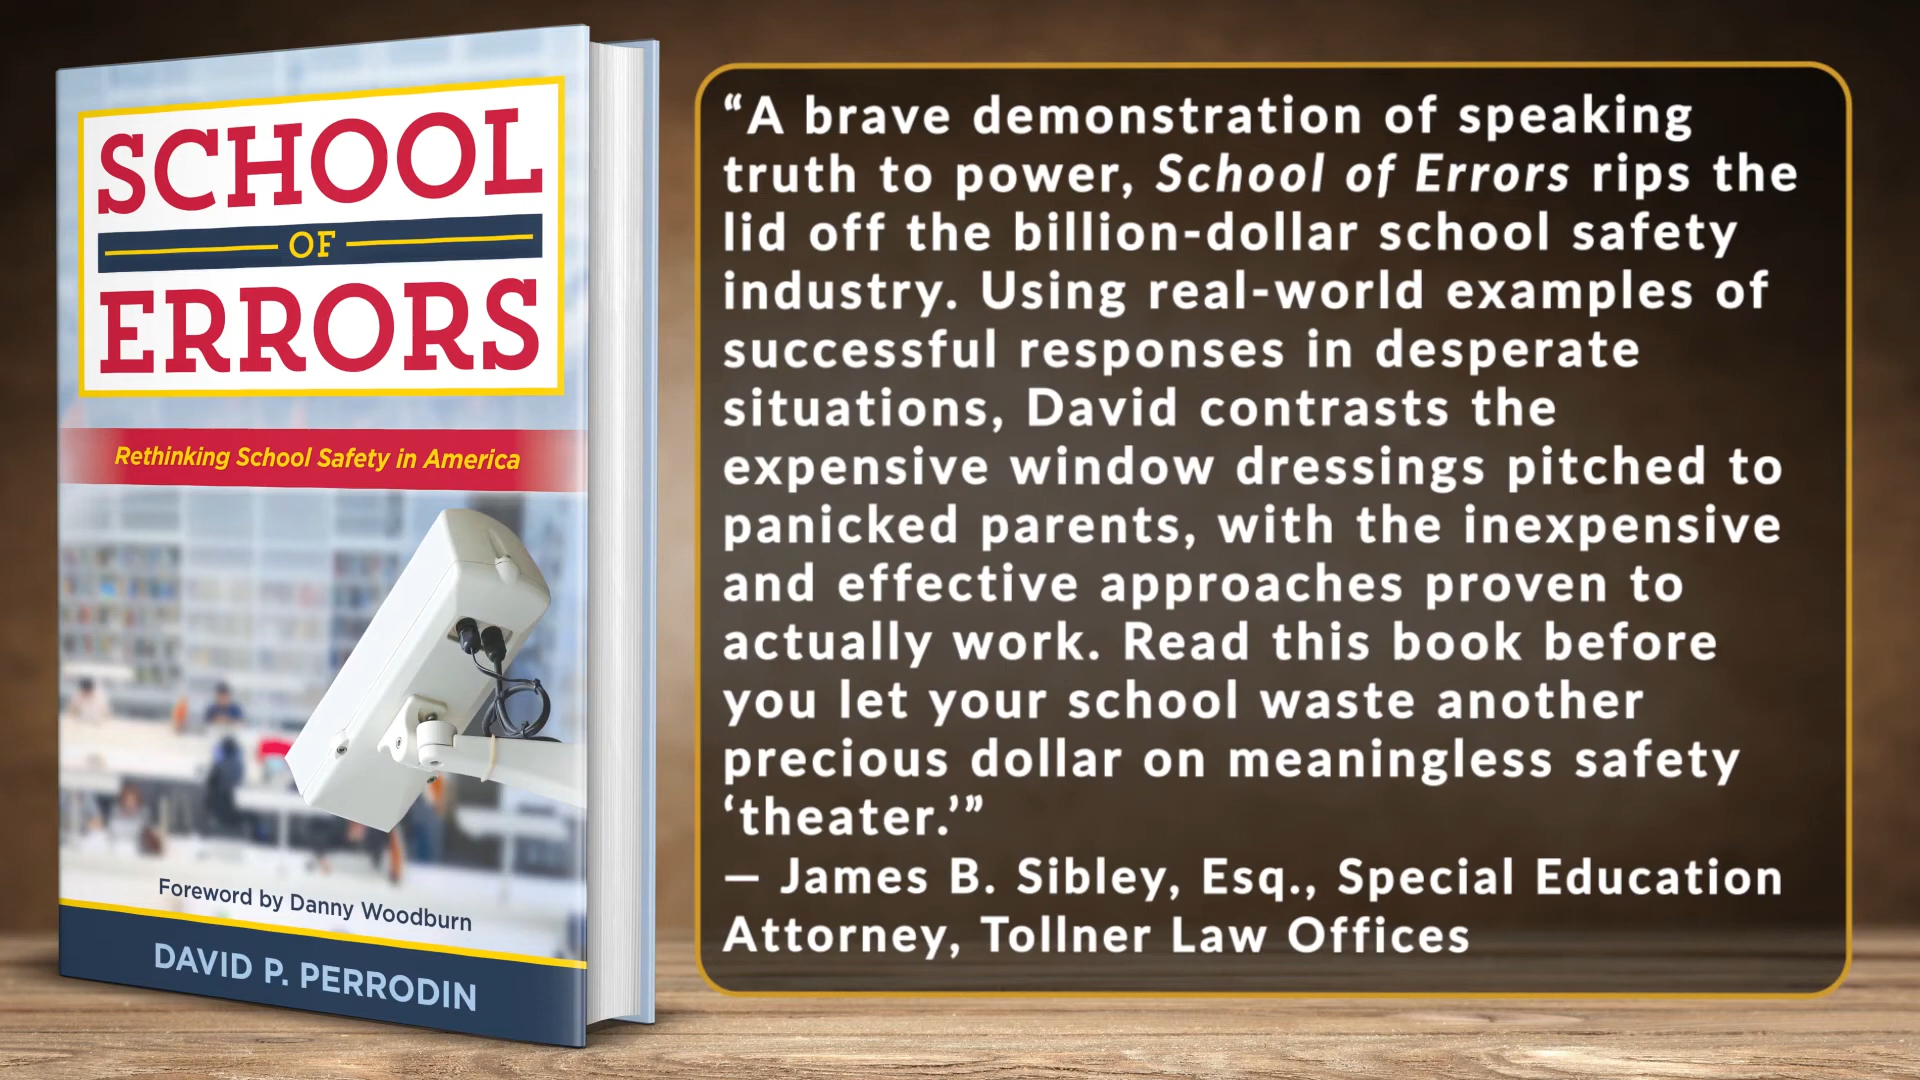 SCHOOL
OF
ERRORS
Rethinking School Safety in America
Foreword by Danny Woodburn
DAVID P. PERRODIN
“A brave demonstration of speaking
truth to power, School of Errors rips the
lid off the billion-dollar school safety
industry. Using real-world examples of
successful responses in desperate
situations, David contrasts the
expensive window dressings pitched to
panicked parents, with the inexpensive
and effective approaches proven to
actually work. Read this book before
you let your school waste another
precious dollar on meaningless safety
‘theater.’”
— James B. Sibley, Esq., Special Education
Attorney, Tollner Law Offices